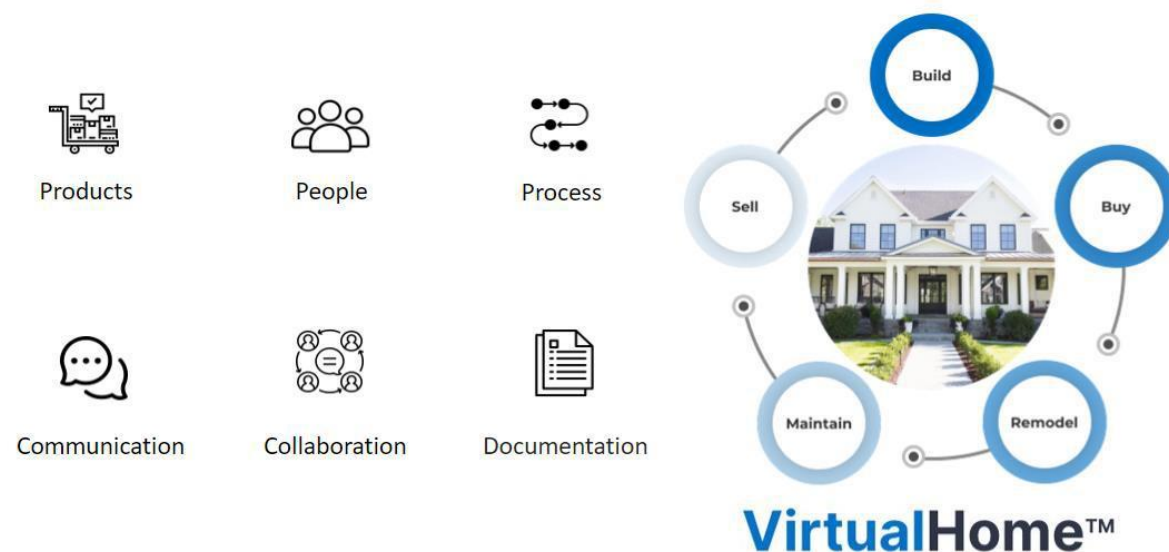 Products
People
Process
Communication
Collaboration
Documentation
Build
Buy
Remodel
Maintain
Sell
VirtualHome™